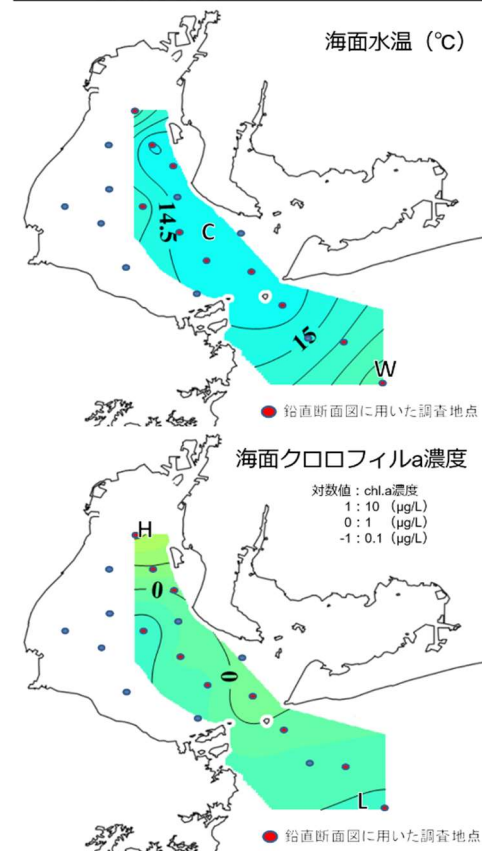 海面水温（℃）
14.5
C
15
W
鉛直断面図に用いた調査地点
海面クロロフィルa濃度
対数値：chl.a濃度
1：10 （μg/L）
0：1 （μg/L）
-1：0.1（μg/L）
H
0
0
L
鉛直断面図に用いた調査地点